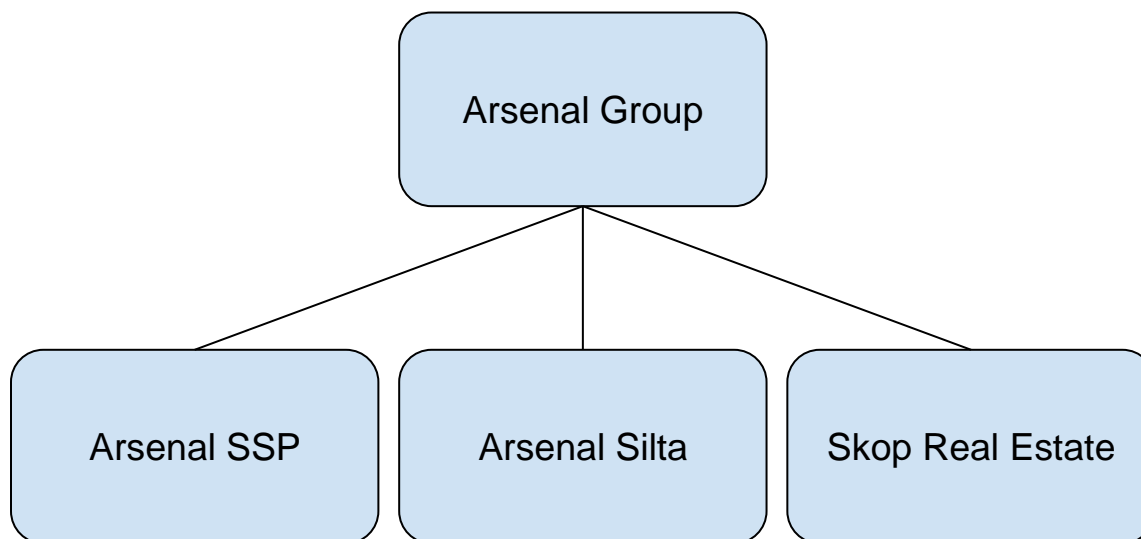 Arsenal Group
Arsenal SSP
Arsenal Silta
Skop Real Estate